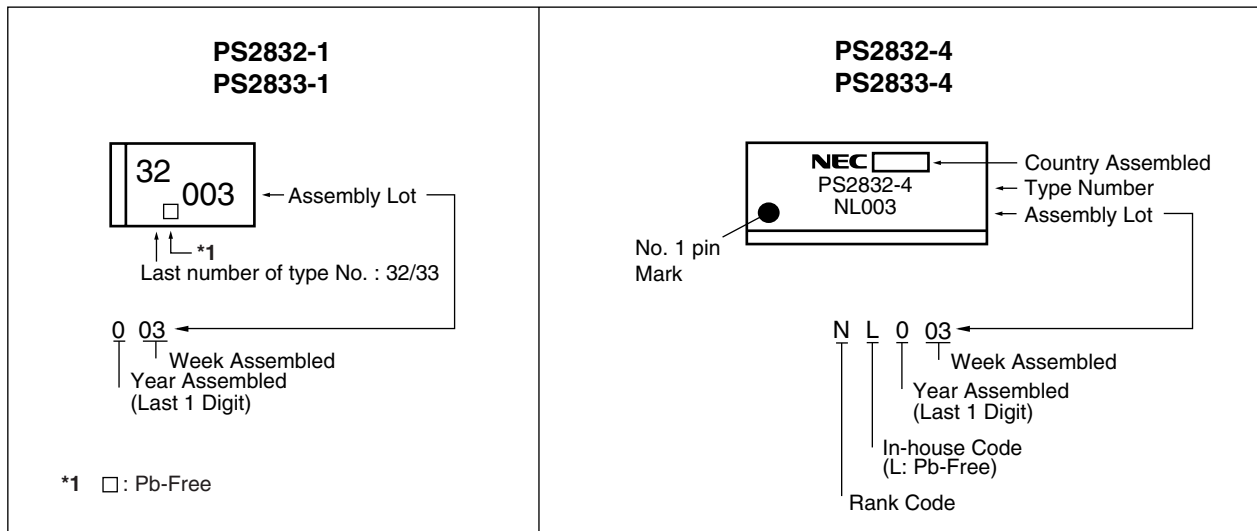 PS2832-1
PS2833-1
32
003
Assembly Lot
*1
Last number of type No. : 32/33
0 03
Week Assembled
Year Assembled
(Last 1 Digit)
*1 □ : Pb-Free
PS2832-4
PS2833-4
NEC
Country Assembled
PS2832-4
Type Number
NL003
Assembly Lot
No. 1 pin
Mark
N L 0 03
Week Assembled
Year Assembled
(Last 1 Digit)
In-house Code
(L: Pb-Free)
Rank Code